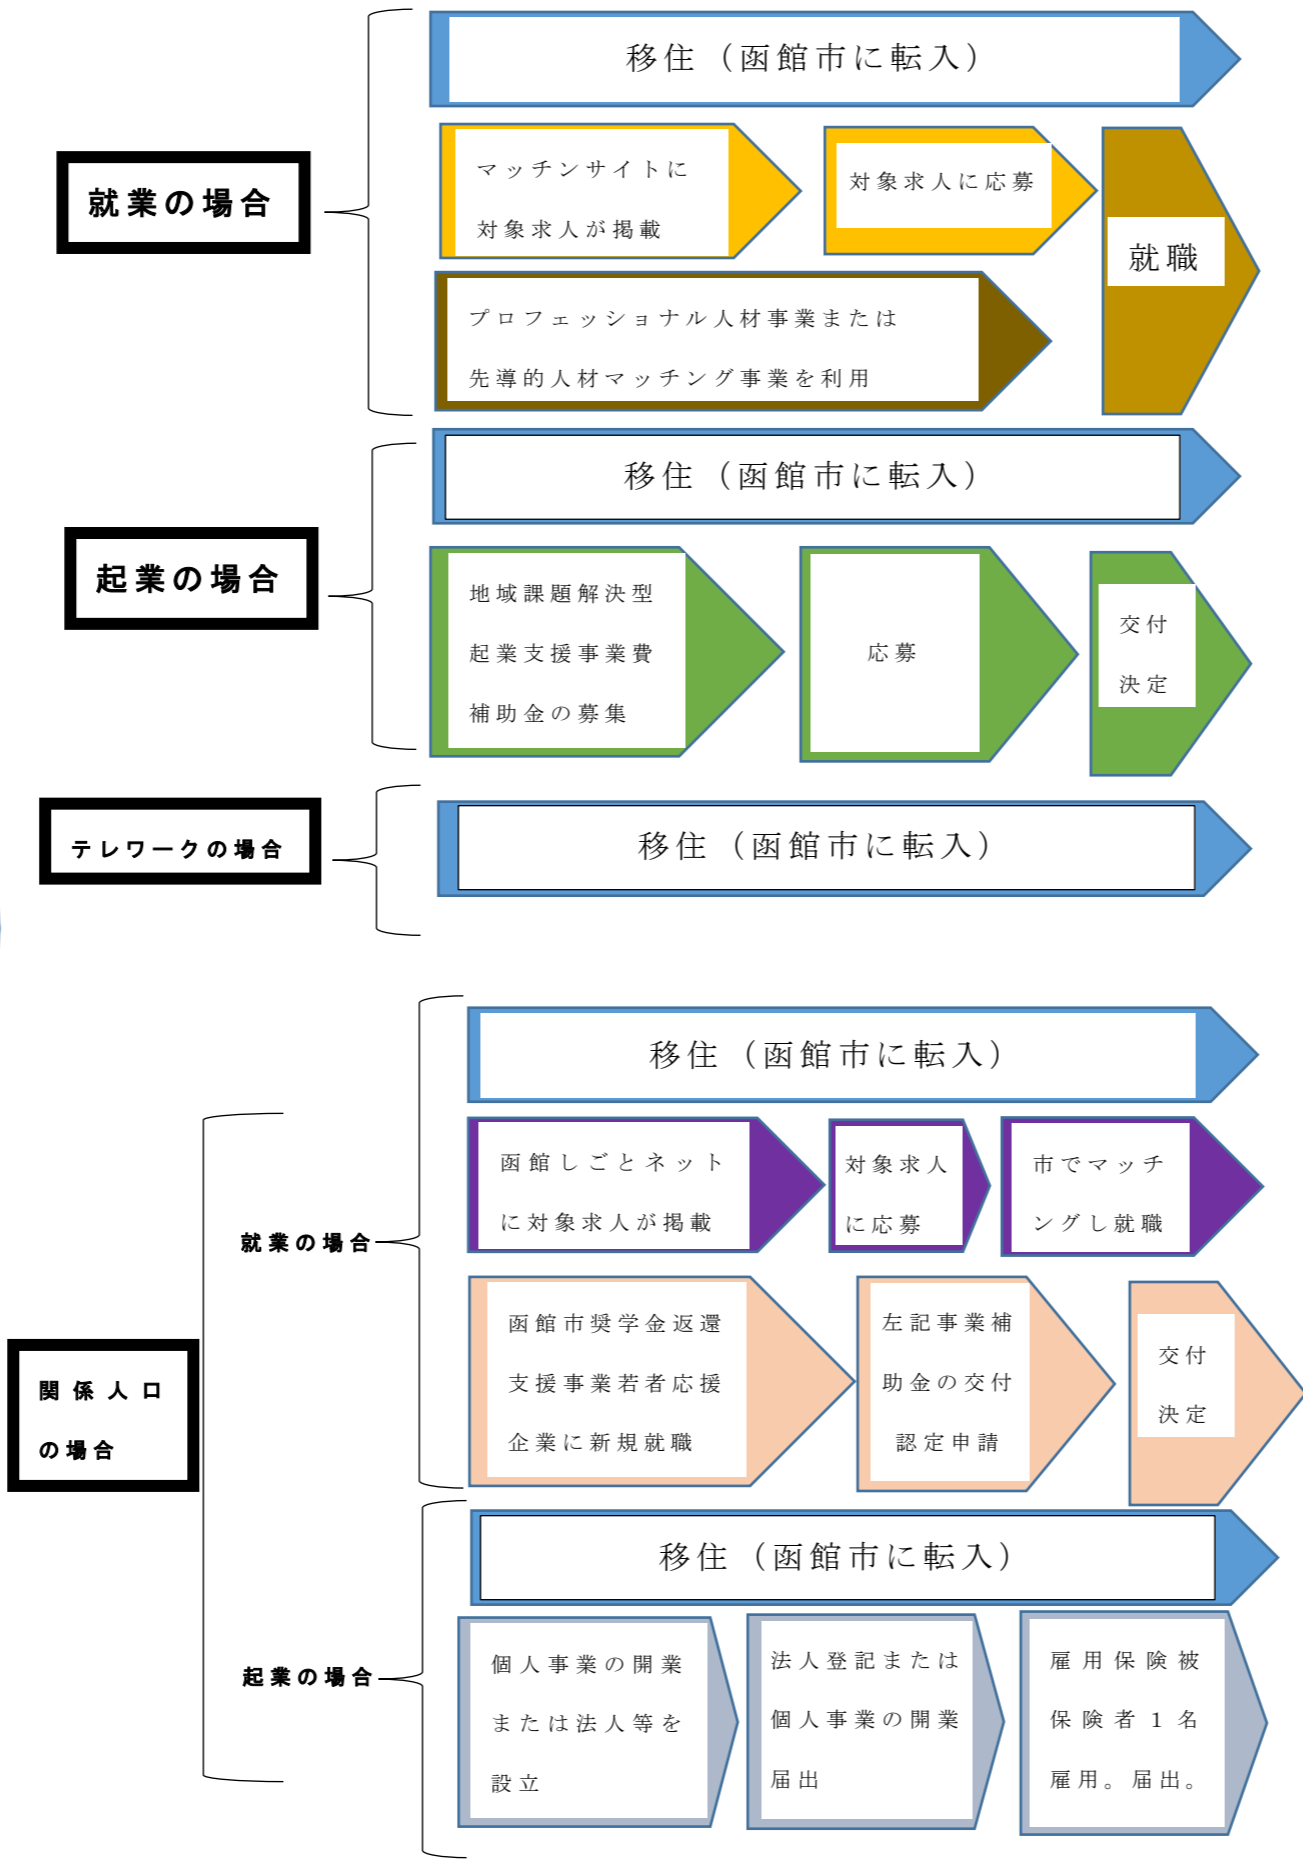 就業の場合
移住（函館市に転入）
マッチンサイトに
対象求人が掲載
対象求人に応募
就職
プロフェッショナル人材事業または
先導的人材マッチング事業を利用
起業の場合
移住（函館市に転入）
地域課題解決型
起業支援事業費
補助金の募集
応募
交付
決定
テレワークの場合
移住（函館市に転入）
関係人口
の場合
就業の場合
移住（函館市に転入）
函館しごとネット
に対象求人が掲載
対象求人
に応募
市でマッチ
ングし就職
函館市奨学金返還
支援事業若者応援
企業に新規就職
左記事業補
助金の交付
認定申請
交付
決定
起業の場合
移住（函館市に転入）
個人事業の開業
または法人等を
設立
法人登記または
個人事業の開業
届出
雇用保険被
保険者1名
雇用。届出。